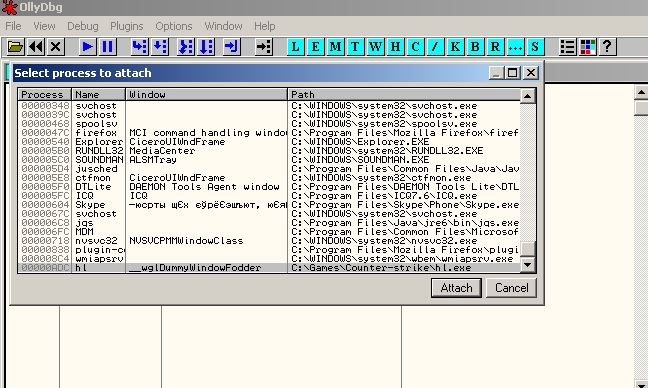 OllyDbg
File View Debug Plugins Options Window Help
L E M T W H C / K B R ... S ?
Select process to attach
Process Name Window Path
00000348 svchost C:\WINDOWS\system32\svchost.exe
0000039C svchost C:\WINDOWS\system32\svchost.exe
00000468 spoolsv C:\WINDOWS\system32\spoolsv.exe
0000047C firefox MCI command handling window C:\Program Files\Mozilla Firefox\firef
00000540 Explorer CiceroUIWndFrame C:\WINDOWS\Explorer.EXE
000005B0 RUNDLL32 MediaCenter C:\WINDOWS\system32\RUNDLL32.EXE
000005C0 SOUNDMAN ALSMTray C:\WINDOWS\SOUNDMAN.EXE
000005D4 jusched C:\Program Files\Common Files\Java\Jav
000005E8 ctfmon CiceroUIWndFrame C:\WINDOWS\system32\ctfmon.exe
000005F0 DTLite DAEMON Tools Agent window C:\Program Files\DAEMON Tools Lite\DTL
000005F8 ICQ ICQ C:\Program Files\ICQ7.6\ICQ.exe
00000604 Skype C:\Program Files\Skype\Phone\Skype.exe
0000067C svchost C:\WINDOWS\system32\svchost.exe
000006C8 jqs C:\Program Files\Java\jre6\bin\jqs.exe
000006FC MDM C:\Program Files\Common Files\Microsof
00000718 nvsvc32 NVSVCPMMWindowClass C:\WINDOWS\system32\nvsvc32.exe
00000838 plugin-c C:\Program Files\Mozilla Firefox\plugi
wmiapsrv C:\WINDOWS\system32\wbem\wmiapsrv.exe
00000ADC hl __wglDummyWindowFodder C:\Games\Counter-strike\hl.exe
Attach Cancel